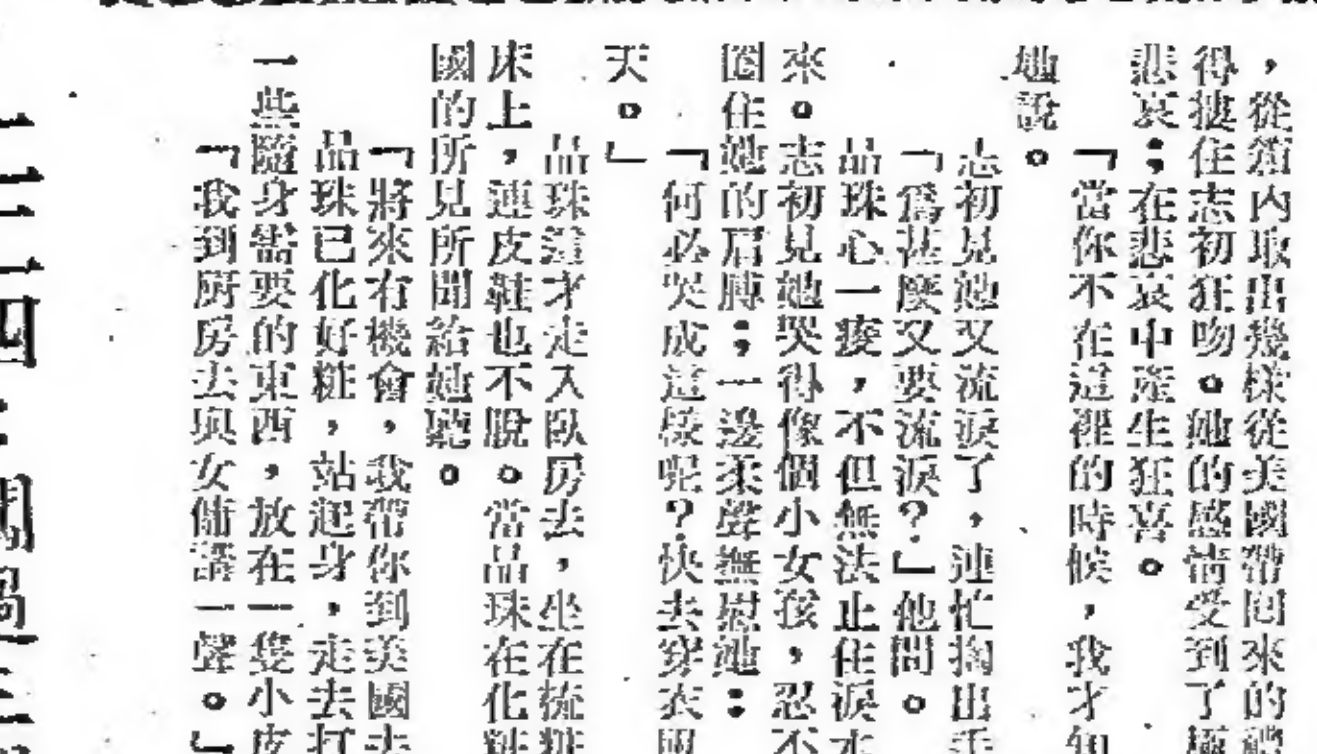 ，從箱內取出幾樣從美國帶回來的禮
得摟住志初狂吻。她的感情受到了極
悲哀；在悲哀中產生狂喜。
「當你不在這裡的時候，我才知
地說。
志初見她又流淚了，連忙掏出手
「爲甚麼又要流淚？」他問。
品珠心一痠，不但無法止住淚水
來。志初見她哭得像個小女孩，忍不
圈住她的肩膊；一邊柔聲撫慰她：
「何必哭成這樣呢？快去穿衣服
天。」
品珠這才走入臥房去，坐在梳粧
床上，連皮鞋也不脫。當品珠在化粧
國的所見所聞給她聽。
「將來有機會，我帶你到美國去
品珠已化好粧，站起身，走去打
一些隨身需要的東西，放在一隻小皮
「我到廚房去與女傭講一聲。」